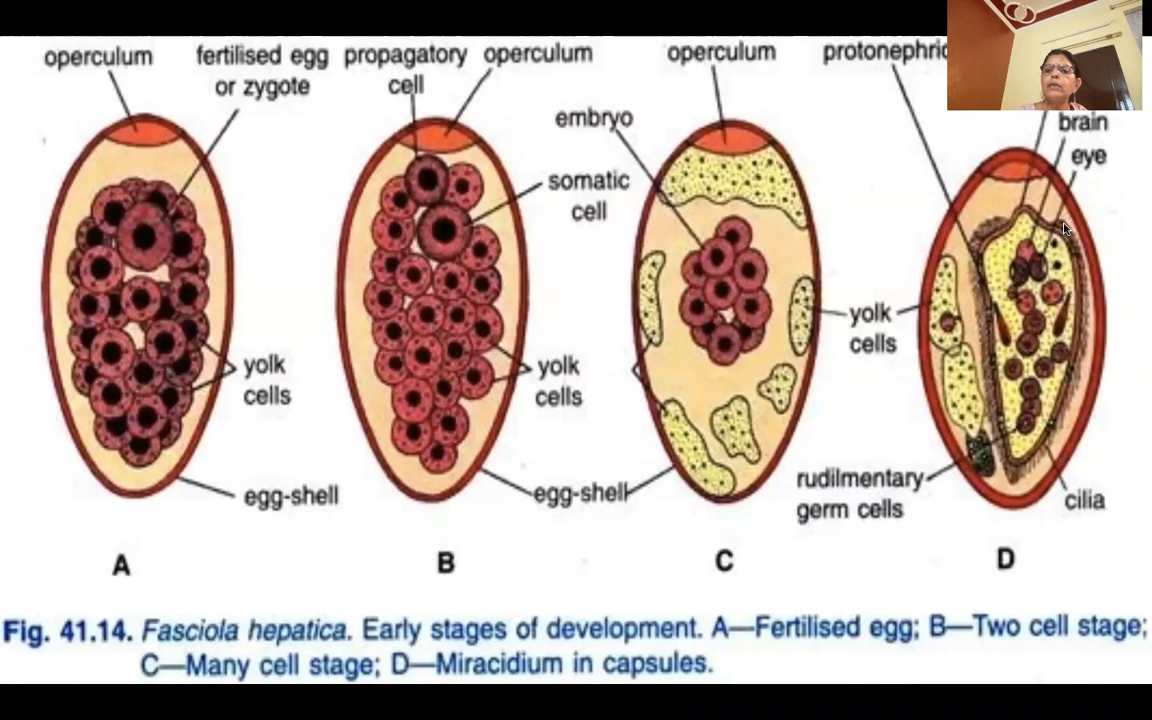 operculum
fertilised egg
or zygote
propagatory
cell
operculum
embryo
somatic
cell
operculum
brain
eye
yolk
cells
yolk
cells
yolk
cells
egg-shell
egg-shell
rudilmentary
germ cells
cilia
A
B
C
D
Fig. 41.14. Fasciola hepatica. Early stages of development. A—Fertilised egg; B—Two cell stage;
C—Many cell stage; D—Miracidium in capsules.